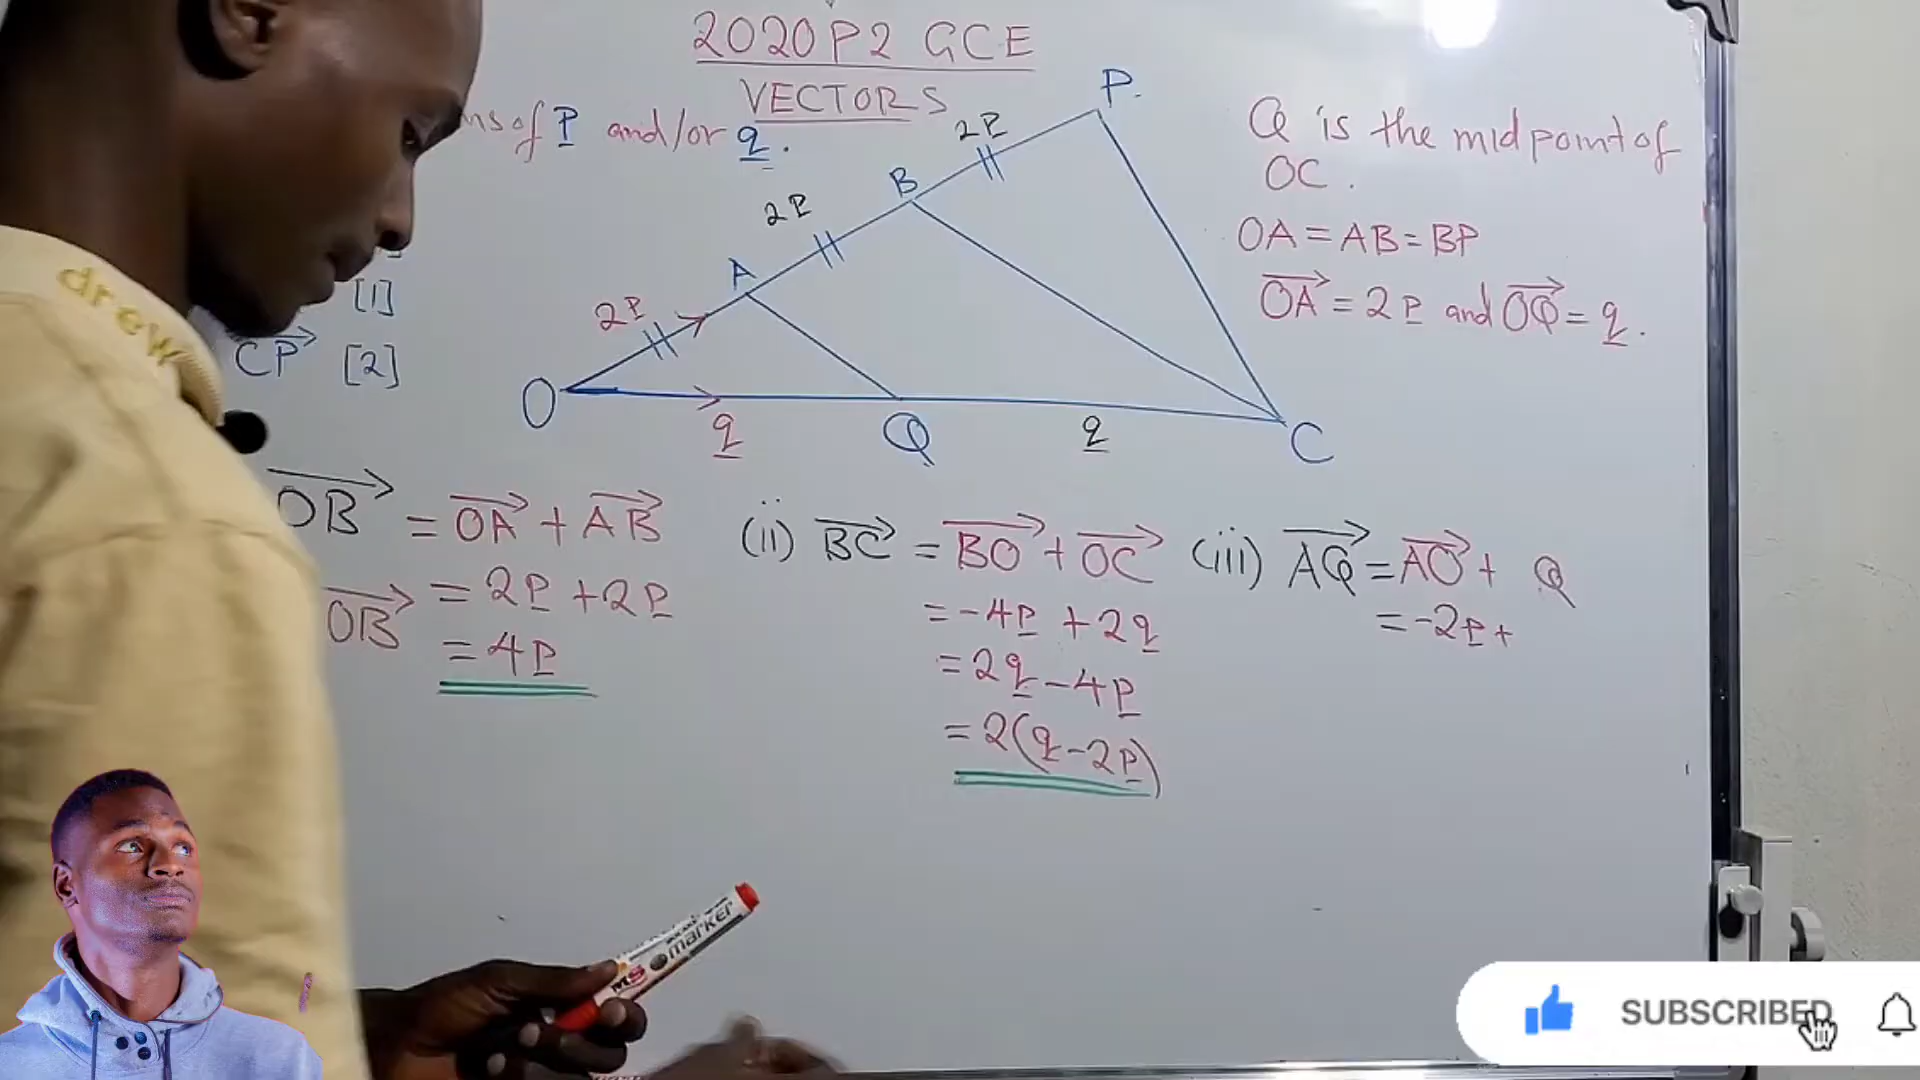 2020 P2 GCE
VECTORS
of p and/or q.
Q is the midpoint of
OC.
OA = AB = BP
OA = 2p and OQ = q.
2p
P.
B
2p
A
2p
O
q
Q
q
C
[1]
CP [2]
OB = OA + AB
= 2p + 2p
OB
= 4p
(ii) BC = BO + OC
= -4p + 2q
= 2q - 4p
= 2(q - 2p)
(iii) AQ = AO + Q
= -2p +
drew
MS marker
SUBSCRIBED